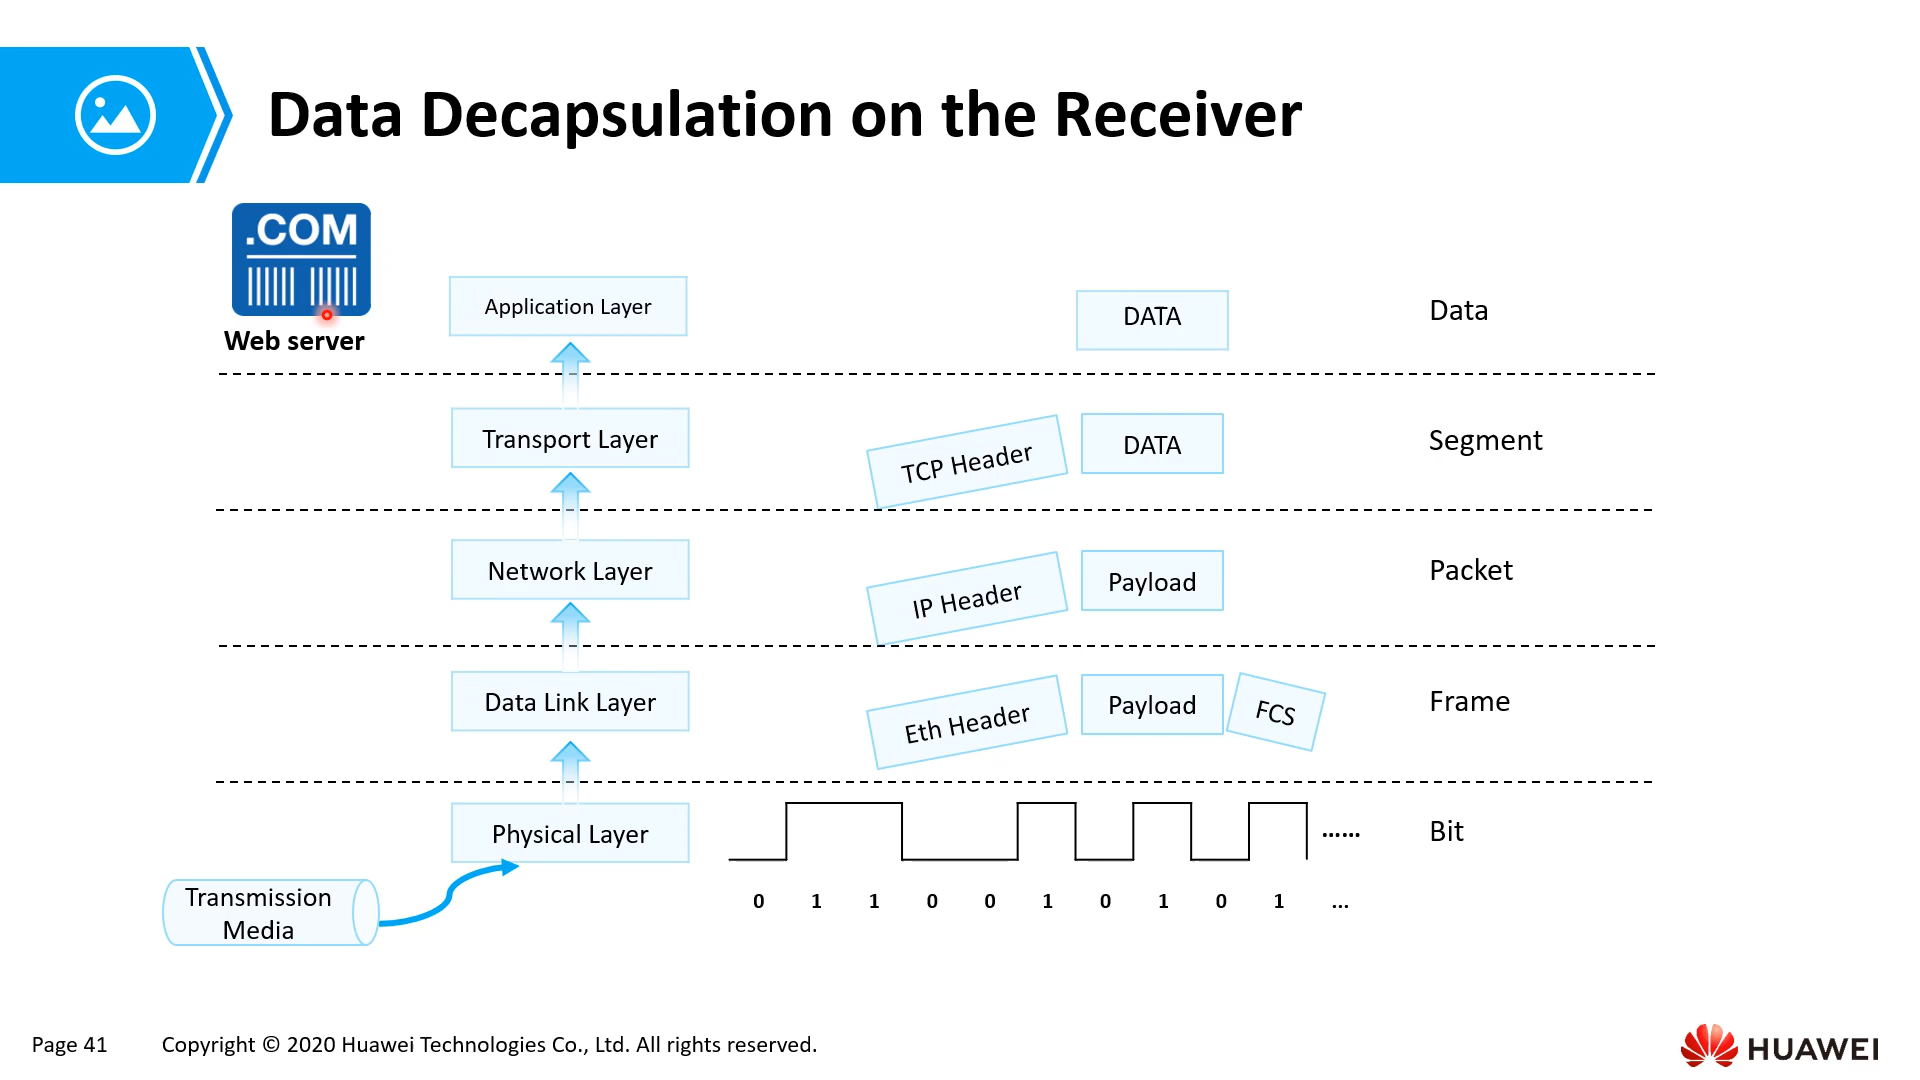 Data Decapsulation on the Receiver
.COM
Web server
Application Layer
DATA
Data
Transport Layer
TCP Header
DATA
Segment
Network Layer
IP Header
Payload
Packet
Data Link Layer
Eth Header
Payload
FCS
Frame
Physical Layer
......
Bit
Transmission
Media
0 1 1 0 0 1 0 1 0 1 ...
Page 41
Copyright © 2020 Huawei Technologies Co., Ltd. All rights reserved.
HUAWEI